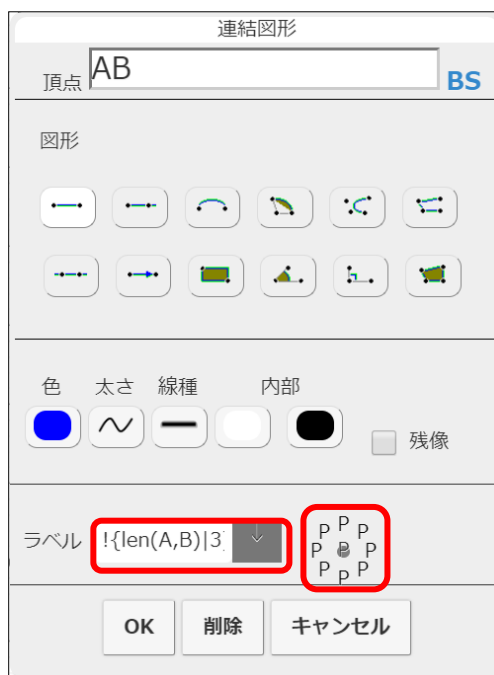 連結図形
頂点 AB BS
図形
色 太さ 線種 内部
残像
ラベル !{len(A,B)|3}
P P P
P P
P P P
OK 削除 キャンセル